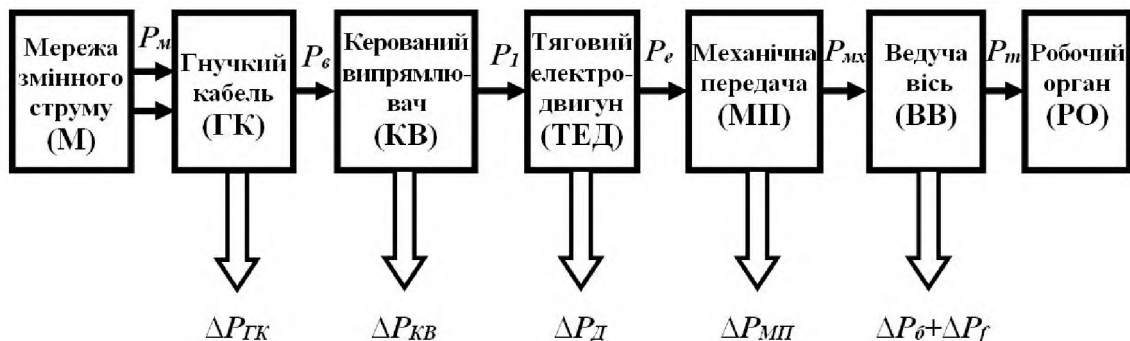 Мережа
змінного
струму
(М)
Pм
Гнучкий
кабель
(ГК)
Pв
Керований
випрямлю-
вач
(КВ)
P1
Тяговий
електро-
двигун
(ТЕД)
Pе
Механічна
передача
(МП)
Pмх
Ведуча
вісь
(ВВ)
Pт
Робочий
орган
(РО)
ΔPГК
ΔPКВ
ΔPД
ΔPМП
ΔPб+ΔPf